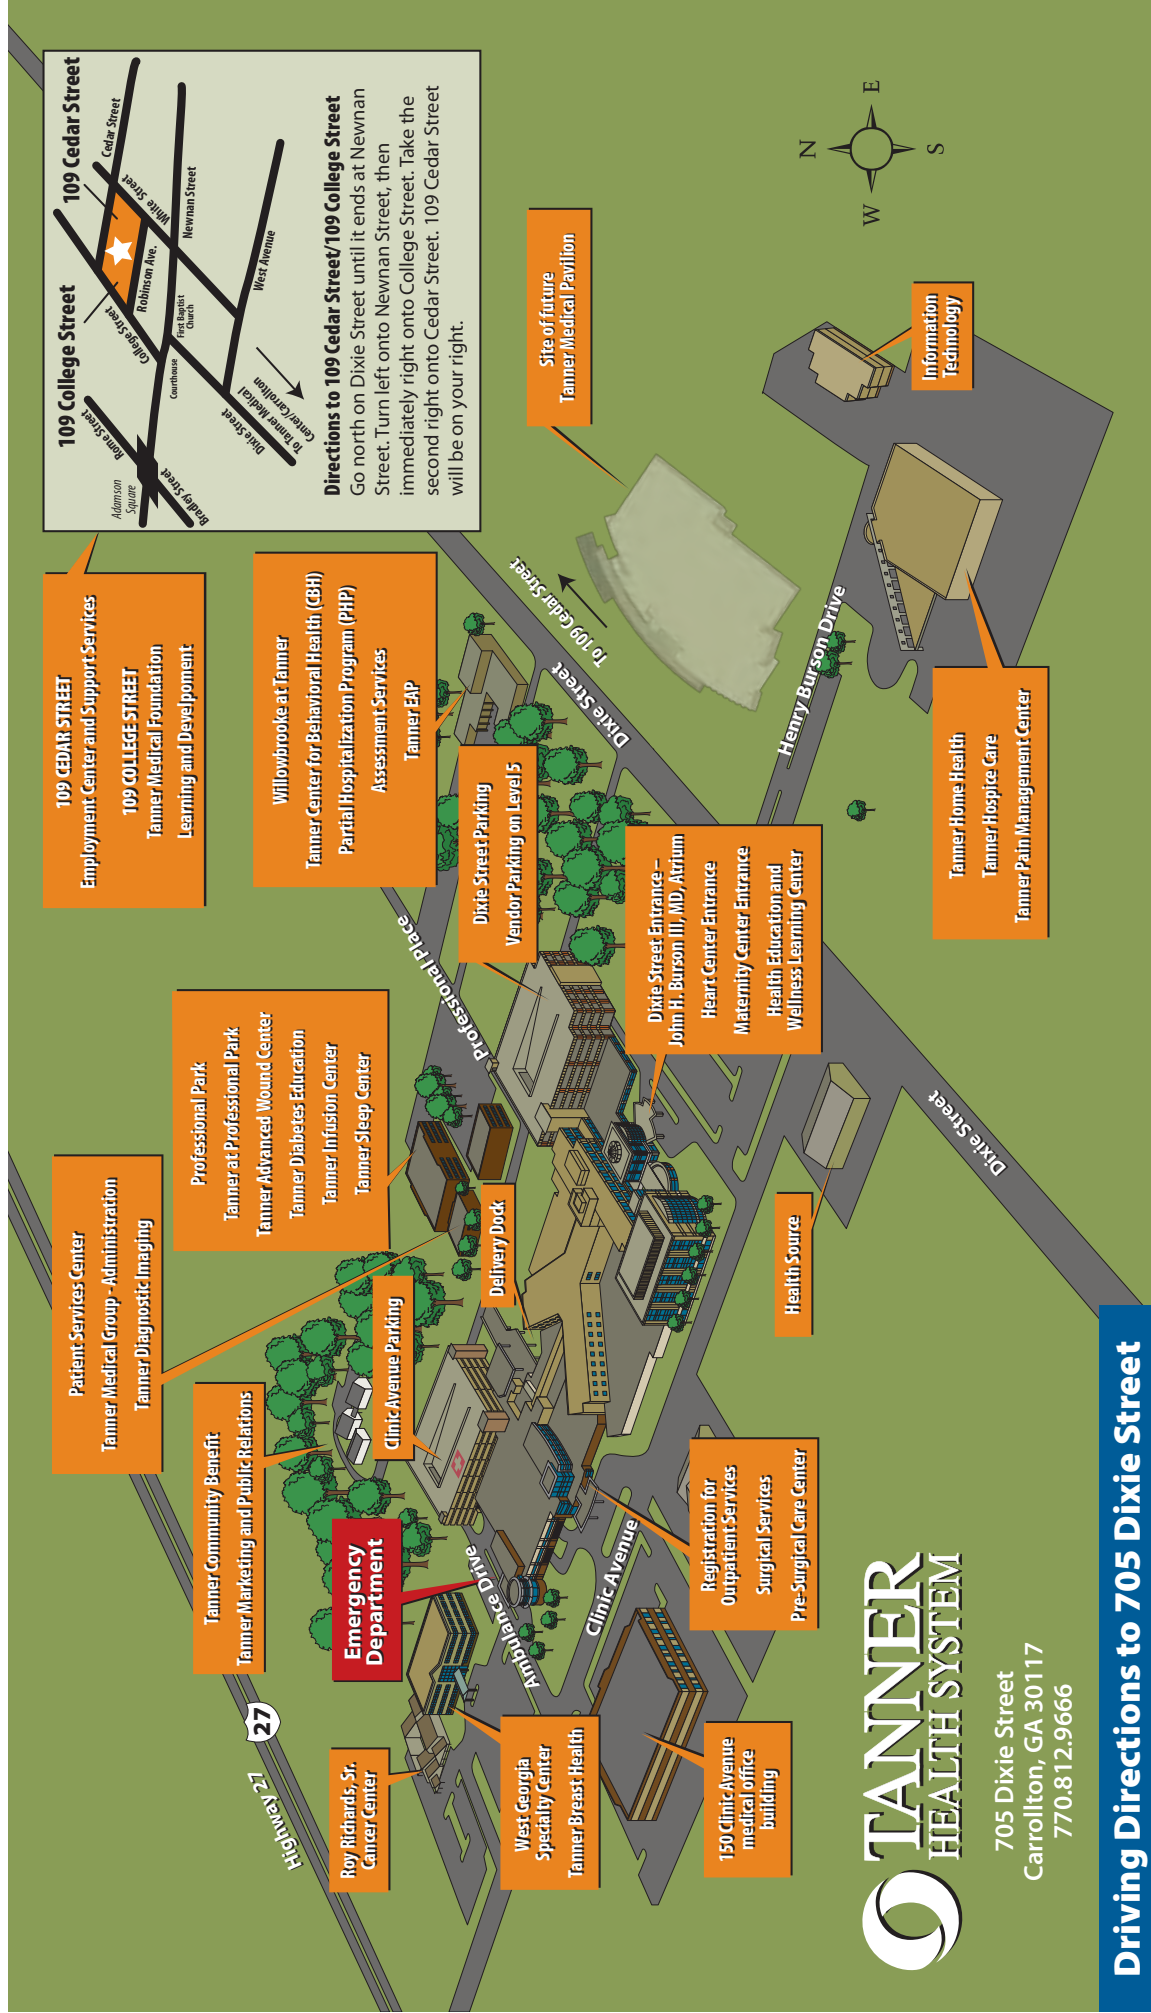 109 CEDAR STREET
Employment Center and Support Services
109 COLLEGE STREET
Tanner Medical Foundation
Learning and Develpoment
109 College Street
109 Cedar Street
Rome Street
Adamson
Square
Bradley Street
College Street
Courthouse
Robinson Ave.
First Baptist
Church
Cedar Street
White Street
Newnan Street
West Avenue
Dixie Street
To Tanner Medical
Center/Carrollton
Directions to 109 Cedar Street/109 College Street
Go north on Dixie Street until it ends at Newnan
Street. Turn left onto Newnan Street, then
immediately right onto College Street. Take the
second right onto Cedar Street. 109 Cedar Street
will be on your right.
Patient Services Center
Tanner Medical Group - Administration
Tanner Diagnostic Imaging
Professional Park
Tanner at Professional Park
Tanner Advanced Wound Center
Tanner Diabetes Education
Tanner Infusion Center
Tanner Sleep Center
Willowbrooke at Tanner
Tanner Center for Behavioral Health (CBH)
Partial Hospitalization Program (PHP)
Assessment Services
Tanner EAP
Tanner Community Benefit
Tanner Marketing and Public Relations
27
Highway 27
Roy Richards, Sr.
Cancer Center
Emergency
Department
Clinic Avenue Parking
Professional Place
Dixie Street Parking
Vendor Parking on Level 5
Delivery Dock
Ambulance Drive
West Georgia
Specialty Center
Tanner Breast Health
Clinic Avenue
150 Clinic Avenue
medical office
building
Registration for
Outpatient Services
Surgical Services
Pre-Surgical Care Center
Dixie Street Entrance –
John H. Burson III, MD, Atrium
Heart Center Entrance
Maternity Center Entrance
Health Education and
Wellness Learning Center
Dixie Street
To 109 Cedar Street
Site of future
Tanner Medical Pavilion
N
W
E
S
Henry Burson Drive
Health Source
Dixie Street
Information
Technology
Tanner Home Health
Tanner Hospice Care
Tanner Pain Management Center
TANNER
HEALTH SYSTEM
705 Dixie Street
Carrollton, GA 30117
770.812.9666
Driving Directions to 705 Dixie Street